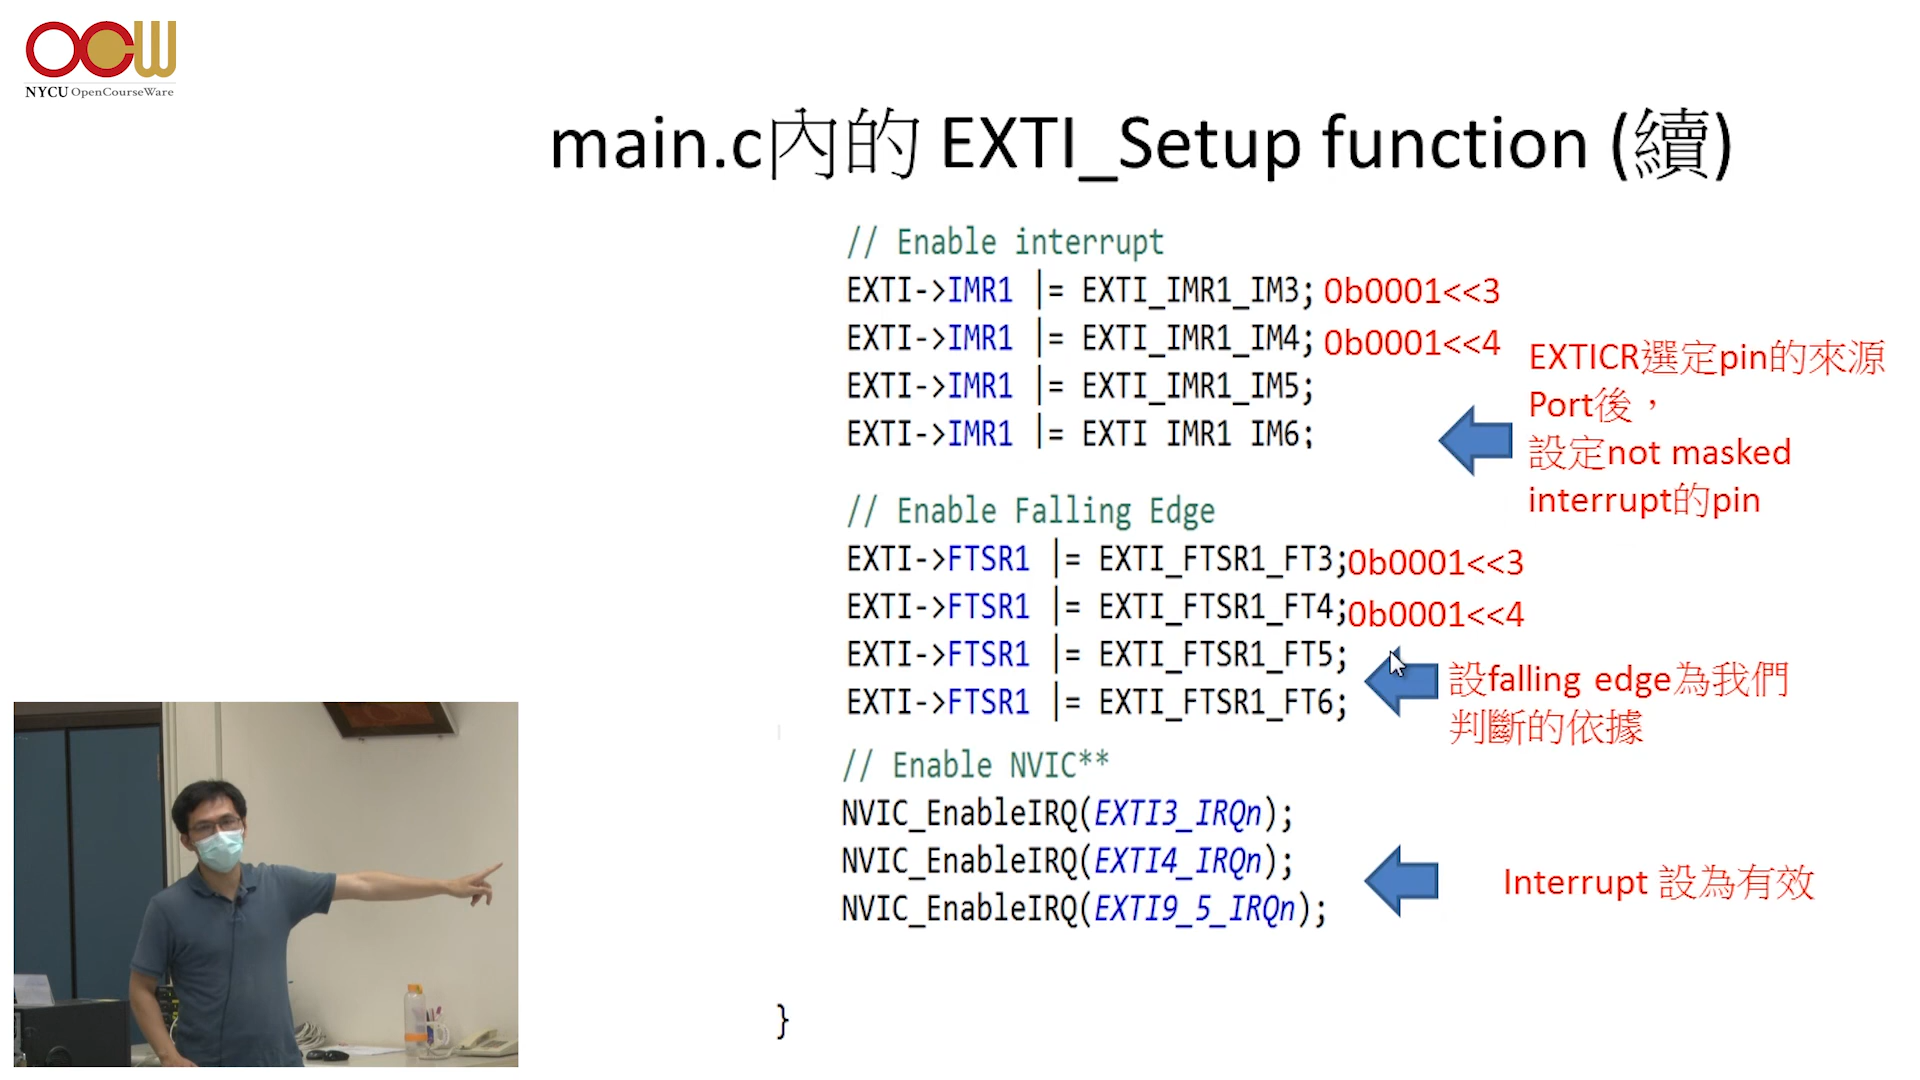 OCW
NYCU OpenCourseWare
main.c內的 EXTI_Setup function (續)
// Enable interrupt
EXTI->IMR1 |= EXTI_IMR1_IM3; 0b0001<<3
EXTI->IMR1 |= EXTI_IMR1_IM4; 0b0001<<4
EXTI->IMR1 |= EXTI_IMR1_IM5;
EXTI->IMR1 |= EXTI IMR1 IM6;
EXTICR選定pin的來源
Port後，
設定not masked
interrupt的pin
// Enable Falling Edge
EXTI->FTSR1 |= EXTI_FTSR1_FT3;0b0001<<3
EXTI->FTSR1 |= EXTI_FTSR1_FT4;0b0001<<4
EXTI->FTSR1 |= EXTI_FTSR1_FT5;
EXTI->FTSR1 |= EXTI_FTSR1_FT6;
設falling edge為我們
判斷的依據
// Enable NVIC**
NVIC_EnableIRQ(EXTI3_IRQn);
NVIC_EnableIRQ(EXTI4_IRQn);
NVIC_EnableIRQ(EXTI9_5_IRQn);
Interrupt 設為有效
}